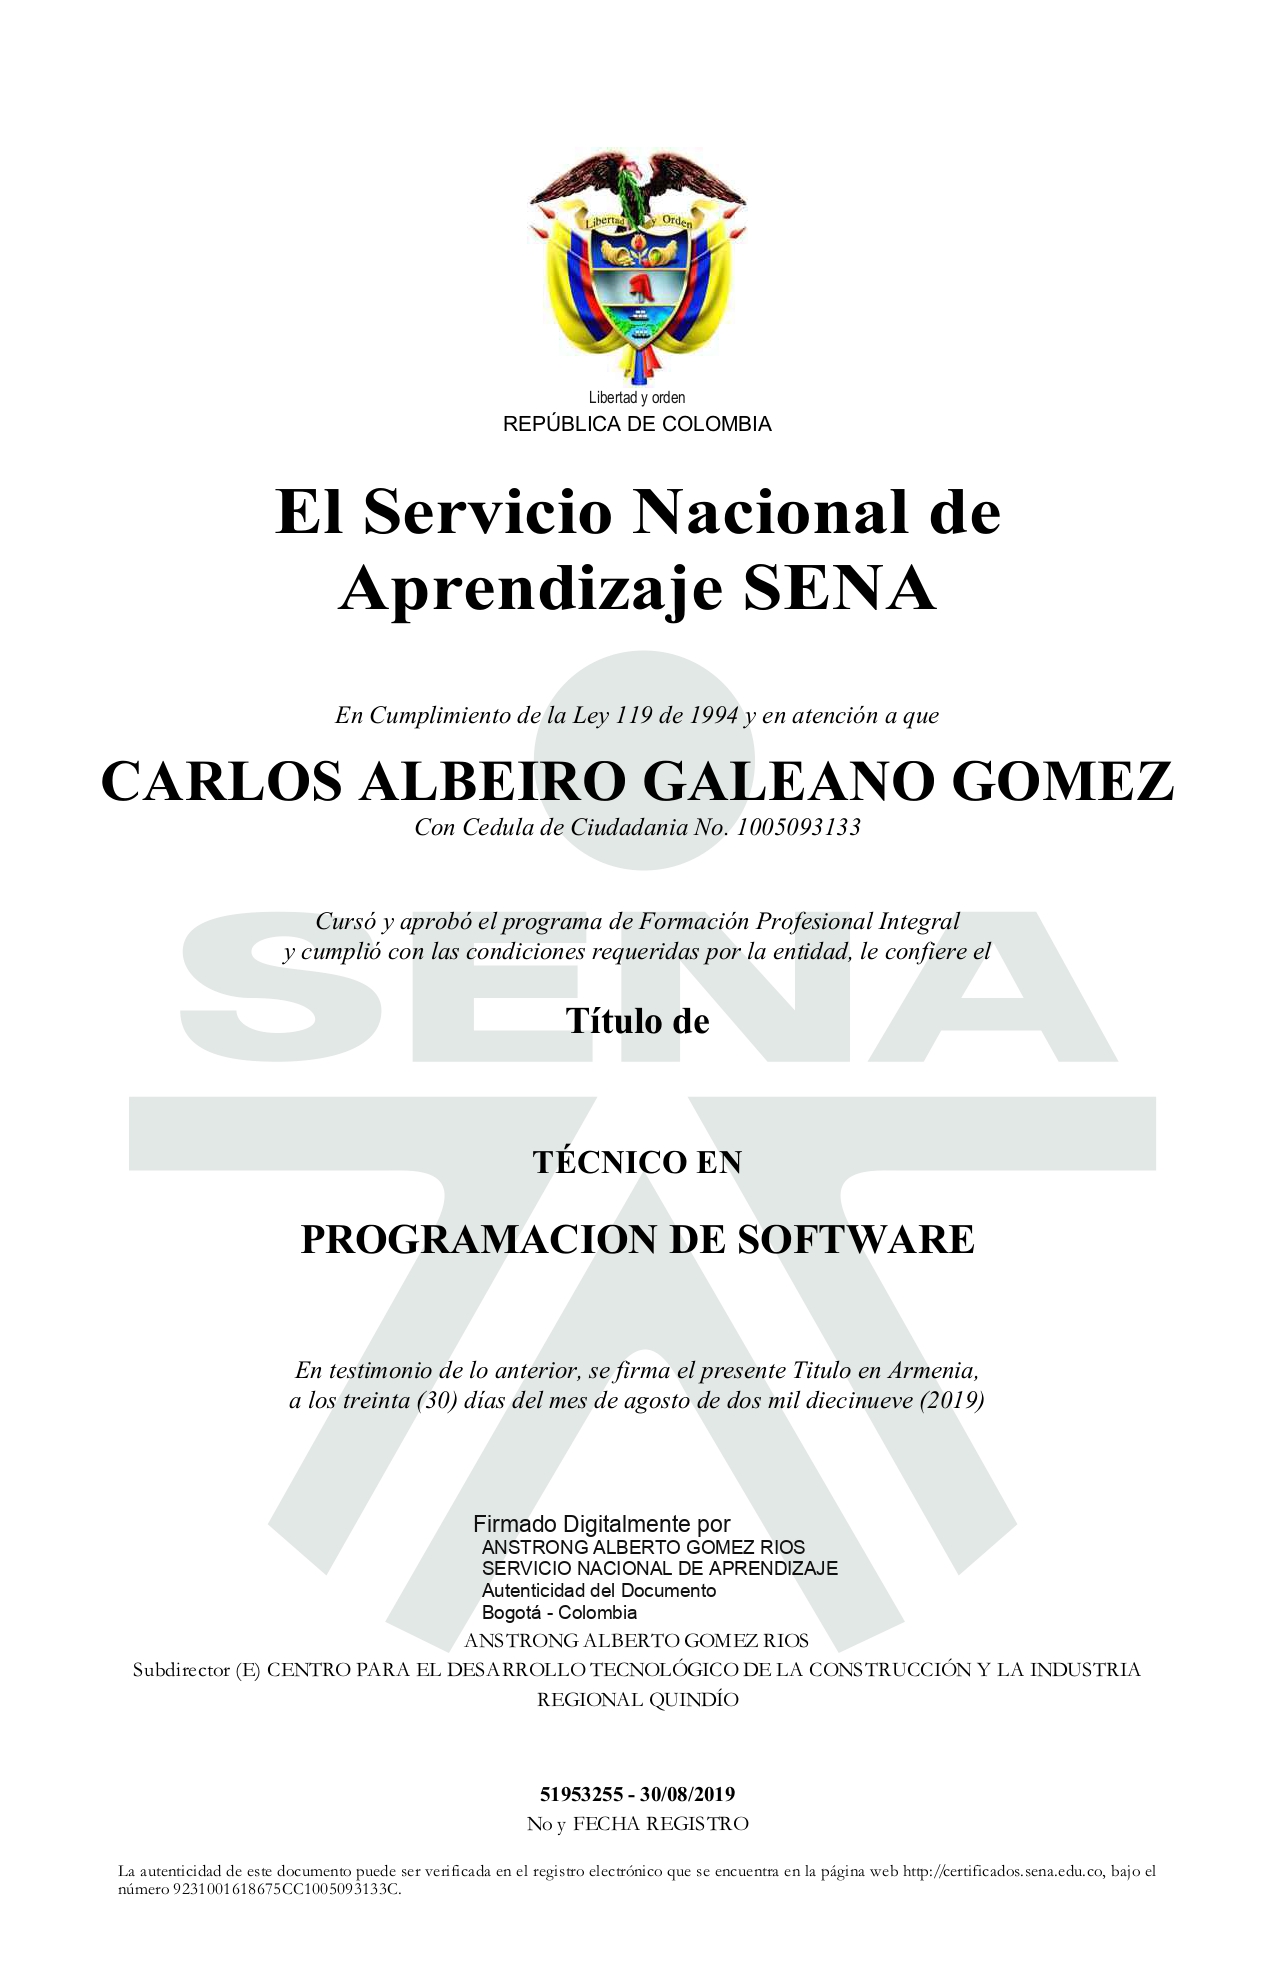 Libertad y Orden
Libertad y orden
REPÚBLICA DE COLOMBIA
El Servicio Nacional de
Aprendizaje SENA
En Cumplimiento de la Ley 119 de 1994 y en atención a que
CARLOS ALBEIRO GALEANO GOMEZ
Con Cedula de Ciudadania No. 1005093133
Cursó y aprobó el programa de Formación Profesional Integral
y cumplió con las condiciones requeridas por la entidad, le confiere el
SENA
Título de
TÉCNICO EN
PROGRAMACION DE SOFTWARE
En testimonio de lo anterior, se firma el presente Titulo en Armenia,
a los treinta (30) días del mes de agosto de dos mil diecinueve (2019)
Firmado Digitalmente por
ANSTRONG ALBERTO GOMEZ RIOS
SERVICIO NACIONAL DE APRENDIZAJE
Autenticidad del Documento
Bogotá - Colombia
ANSTRONG ALBERTO GOMEZ RIOS
Subdirector (E) CENTRO PARA EL DESARROLLO TECNOLÓGICO DE LA CONSTRUCCIÓN Y LA INDUSTRIA
REGIONAL QUINDÍO
51953255 - 30/08/2019
No y FECHA REGISTRO
La autenticidad de este documento puede ser verificada en el registro electrónico que se encuentra en la página web http://certificados.sena.edu.co, bajo el
número 9231001618675CC1005093133C.